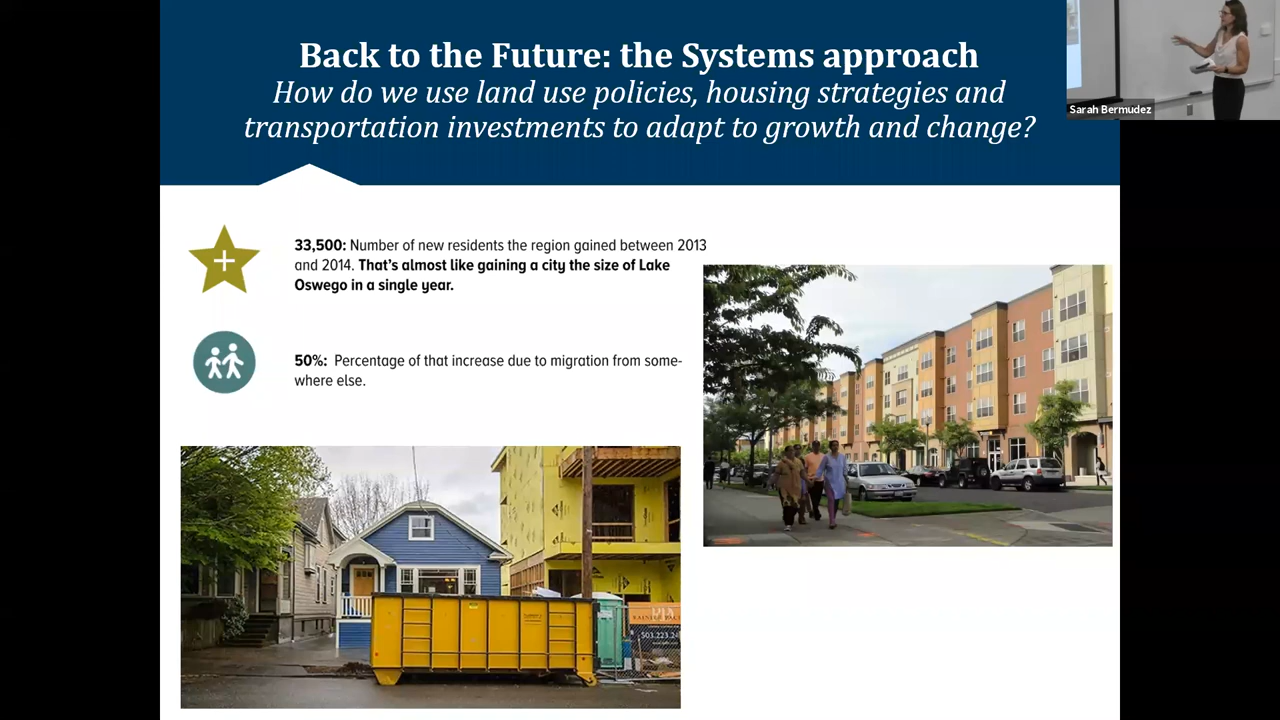 Back to the Future: the Systems approach
How do we use land use policies, housing strategies and
transportation investments to adapt to growth and change?
Sarah Bermudez
33,500: Number of new residents the region gained between 2013
and 2014. That's almost like gaining a city the size of Lake
Oswego in a single year.
50%: Percentage of that increase due to migration from some-
where else.